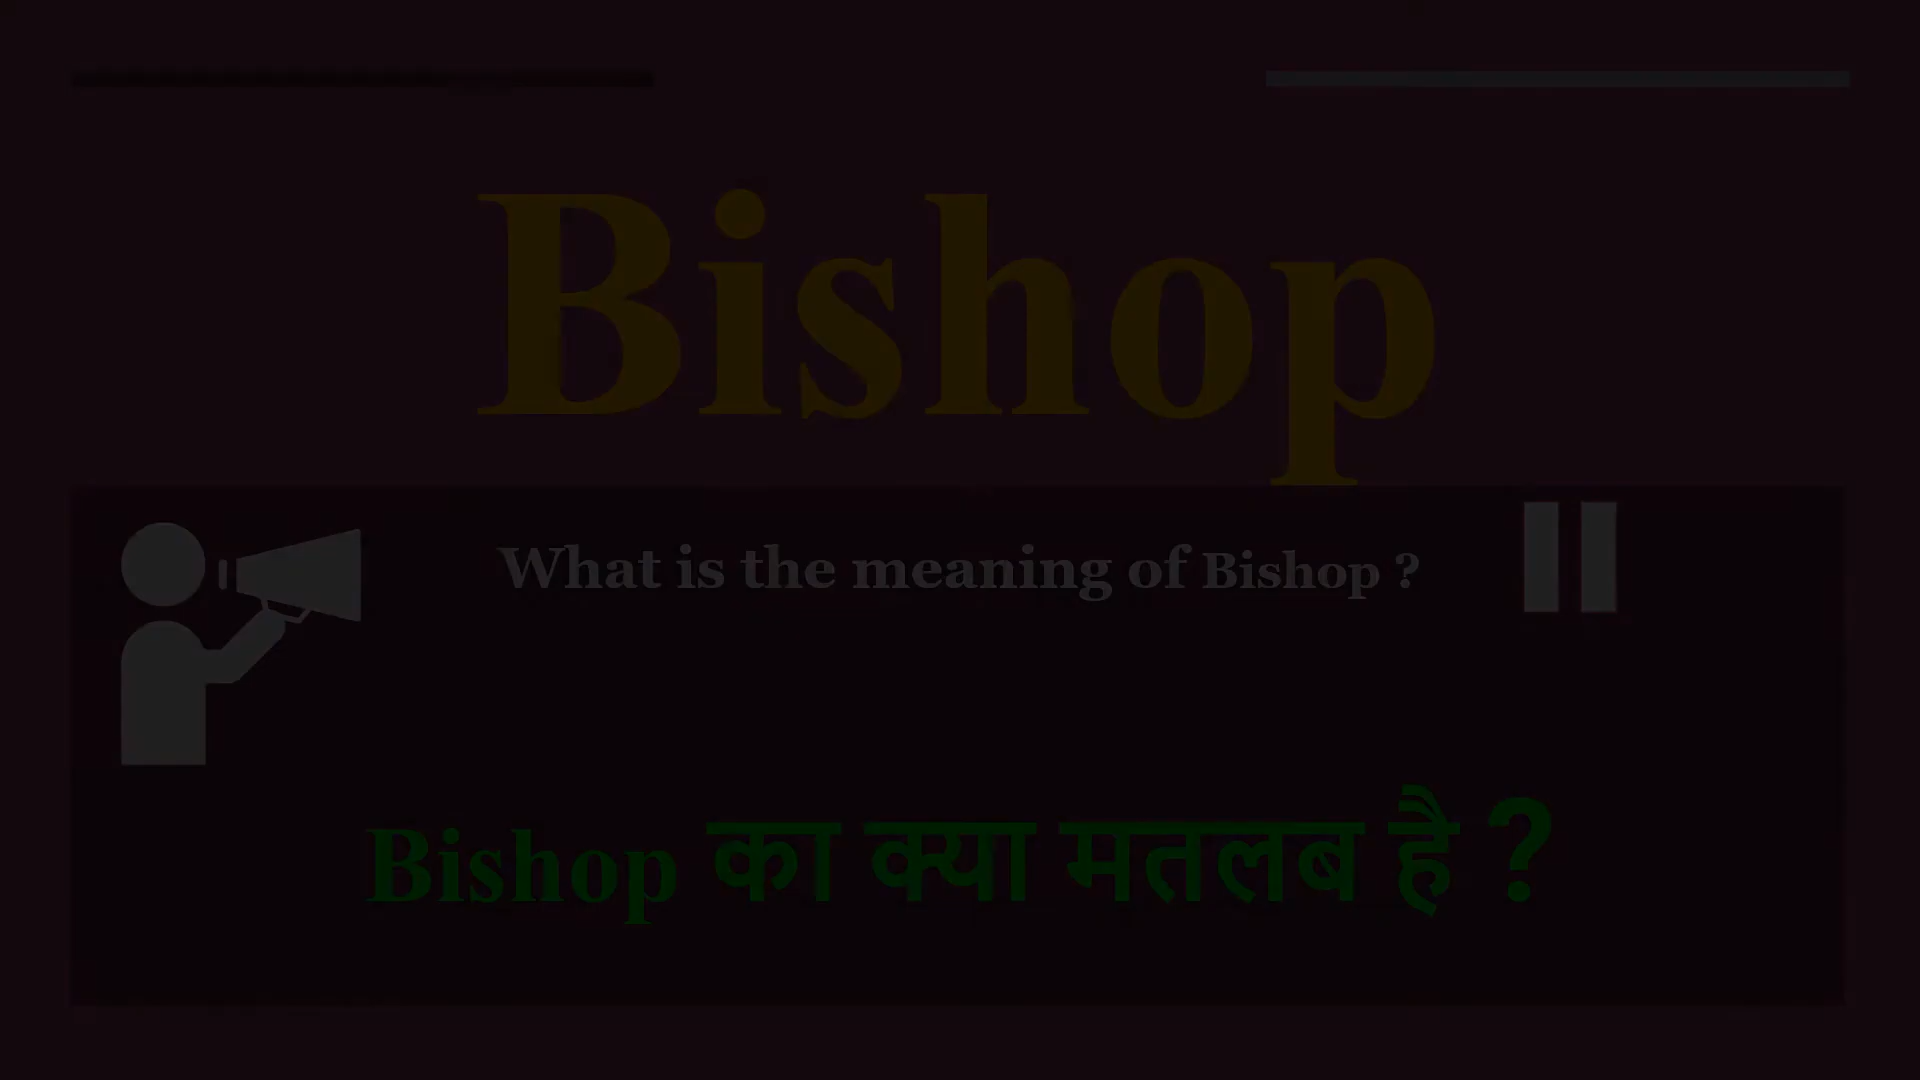 Bishop
What is the meaning of Bishop ?
Bishop का क्या मतलब है ?